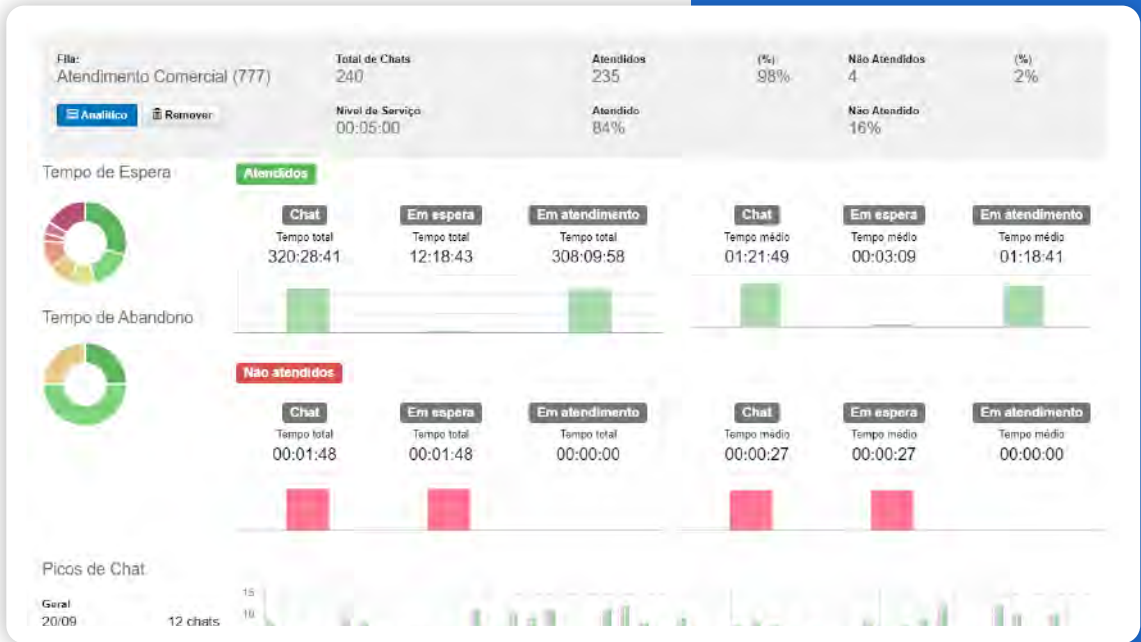 Fila: Total de Chats Atendidos (%) Não Atendidos (%)
Atendimento Comercial (777) 240 235 98% 4 2%
Analítico Remover Nível de Serviço Atendido Não Atendido
00:05:00 84% 16%
Tempo de Espera Atendidos
Chat Em espera Em atendimento Chat Em espera Em atendimento
Tempo total Tempo total Tempo total Tempo médio Tempo médio Tempo médio
320:28:41 12:18:43 308:09:58 01:21:49 00:03:09 01:18:41
Tempo de Abandono
Não atendidos
Chat Em espera Em atendimento Chat Em espera Em atendimento
Tempo total Tempo total Tempo total Tempo médio Tempo médio Tempo médio
00:01:48 00:01:48 00:00:00 00:00:27 00:00:27 00:00:00
Picos de Chat
Geral 15
20/09 12 chats 10